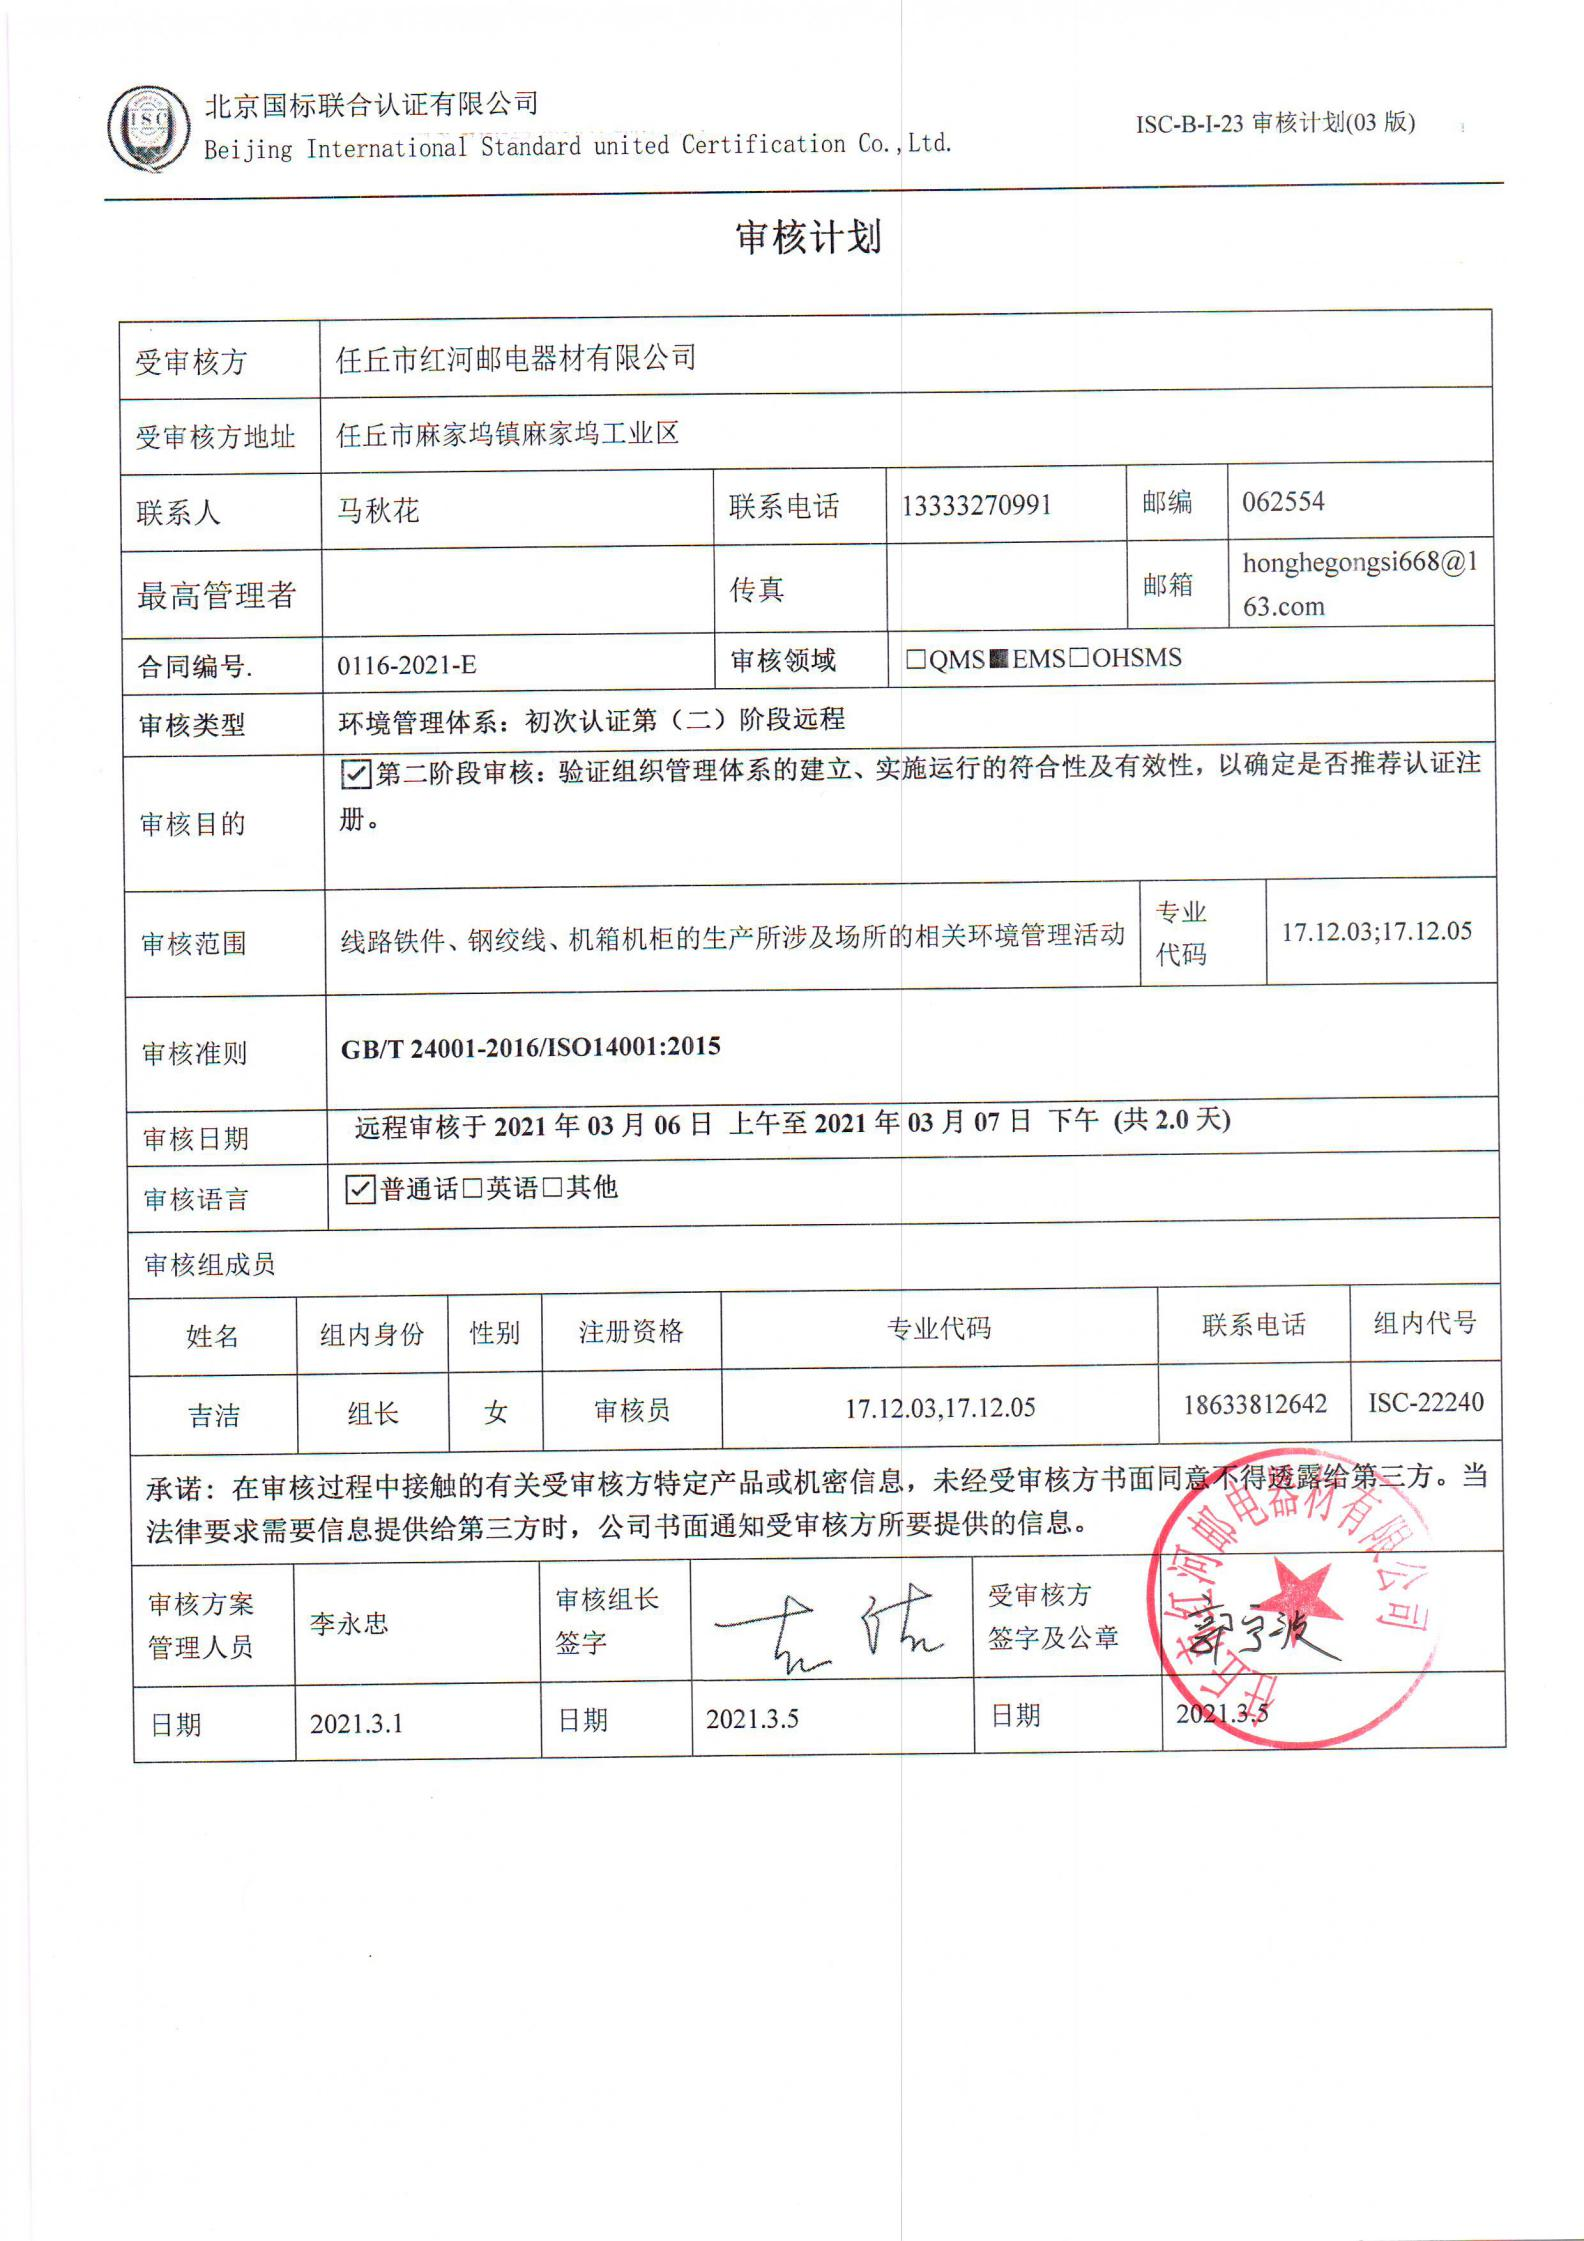 ISC
北京国标联合认证有限公司
Beijing International Standard united Certification Co.,Ltd.
ISC-B-I-23 审核计划(03 版)
审核计划
受审核方 任丘市红河邮电器材有限公司
受审核方地址 任丘市麻家坞镇麻家坞工业区
联系人 马秋花 联系电话 13333270991 邮编 062554
最高管理者 传真 邮箱 honghegongsi668@1
63.com
合同编号. 0116-2021-E 审核领域 □QMS■EMS□OHSMS
审核类型 环境管理体系：初次认证第（二）阶段远程
审核目的 ☑第二阶段审核：验证组织管理体系的建立、实施运行的符合性及有效性，以确定是否推荐认证注
册。
审核范围 线路铁件、钢绞线、机箱机柜的生产所涉及场所的相关环境管理活动 专业
代码 17.12.03;17.12.05
审核准则 GB/T 24001-2016/ISO14001:2015
审核日期 远程审核于 2021 年 03 月 06 日 上午至 2021 年 03 月 07 日 下午 (共 2.0 天)
审核语言 ☑普通话□英语□其他
审核组成员
姓名 组内身份 性别 注册资格 专业代码 联系电话 组内代号
吉洁 组长 女 审核员 17.12.03,17.12.05 18633812642 ISC-22240
承诺：在审核过程中接触的有关受审核方特定产品或机密信息，未经受审核方书面同意不得透露给第三方。当
法律要求需要信息提供给第三方时，公司书面通知受审核方所要提供的信息。
审核方案
管理人员 李永忠 审核组长
签字 吉洁 受审核方
签字及公章
任丘市红河邮电器材有限公司
日期 2021.3.1 日期 2021.3.5 日期 2021.3.5